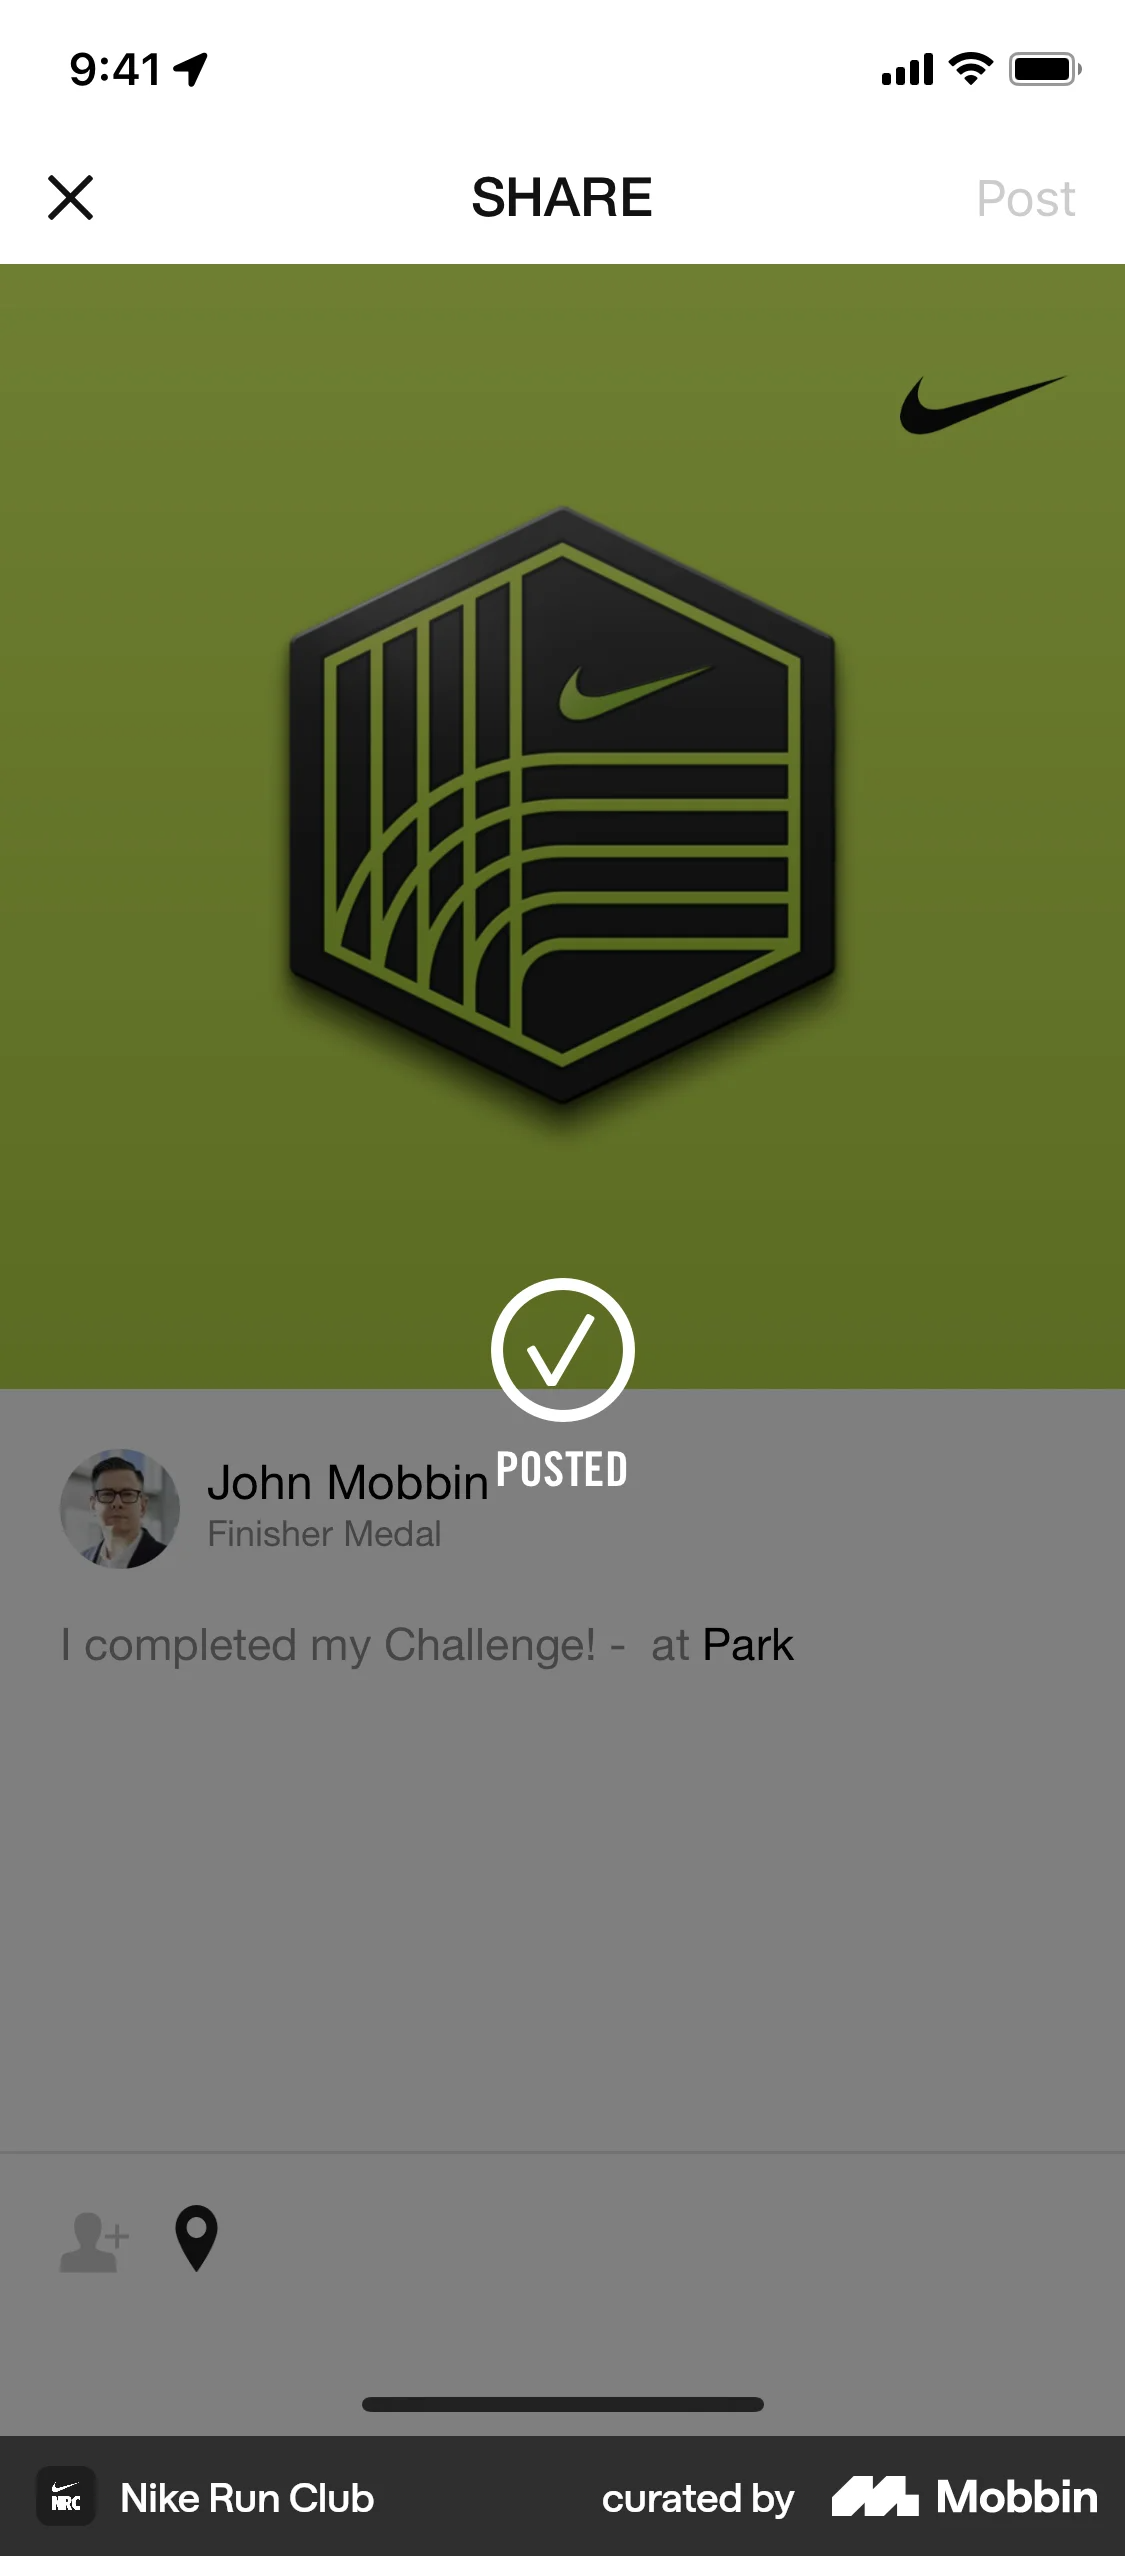 9:41
SHARE
Post
POSTED
John Mobbin
Finisher Medal
I completed my Challenge! -  at Park
NRC
Nike Run Club
curated by
Mobbin